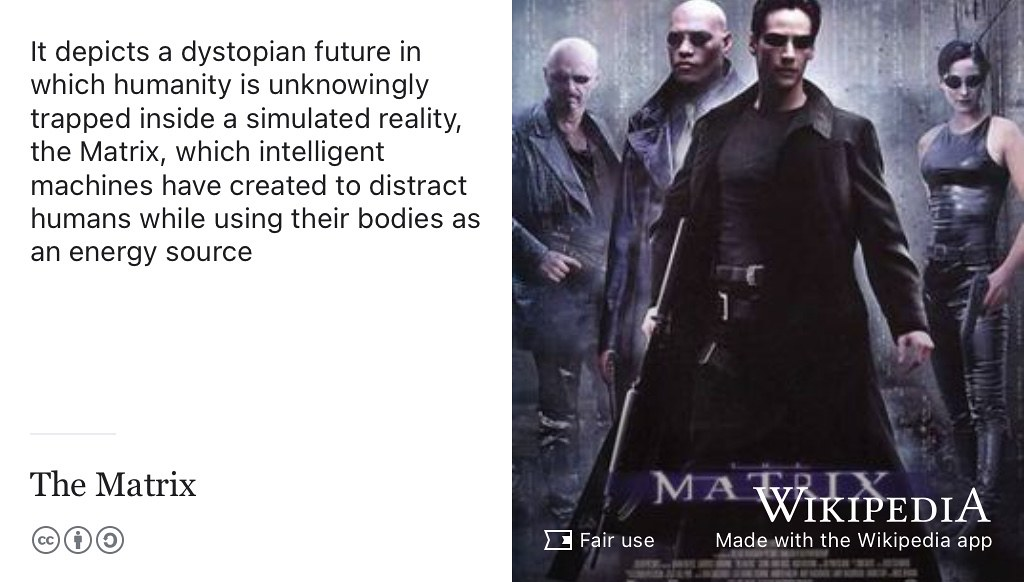 It depicts a dystopian future in
which humanity is unknowingly
trapped inside a simulated reality,
the Matrix, which intelligent
machines have created to distract
humans while using their bodies as
an energy source
The Matrix
cc
THE
MATRIX
WIKIPEDIA
Fair use
Made with the Wikipedia app